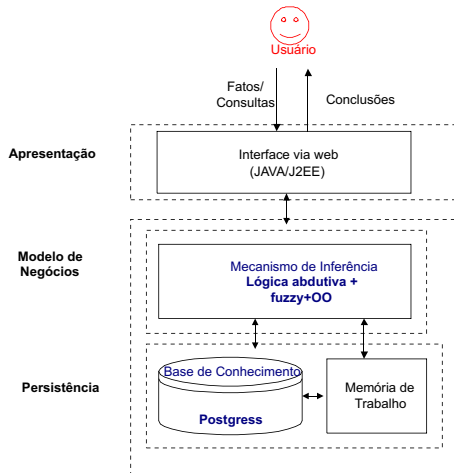 Usuário
Fatos/
Consultas
Conclusões
Apresentação
Interface via web
(JAVA/J2EE)
Modelo de
Negócios
Mecanismo de Inferência
Lógica abdutiva +
fuzzy+OO
Persistência
Base de Conhecimento
Postgress
Memória de
Trabalho